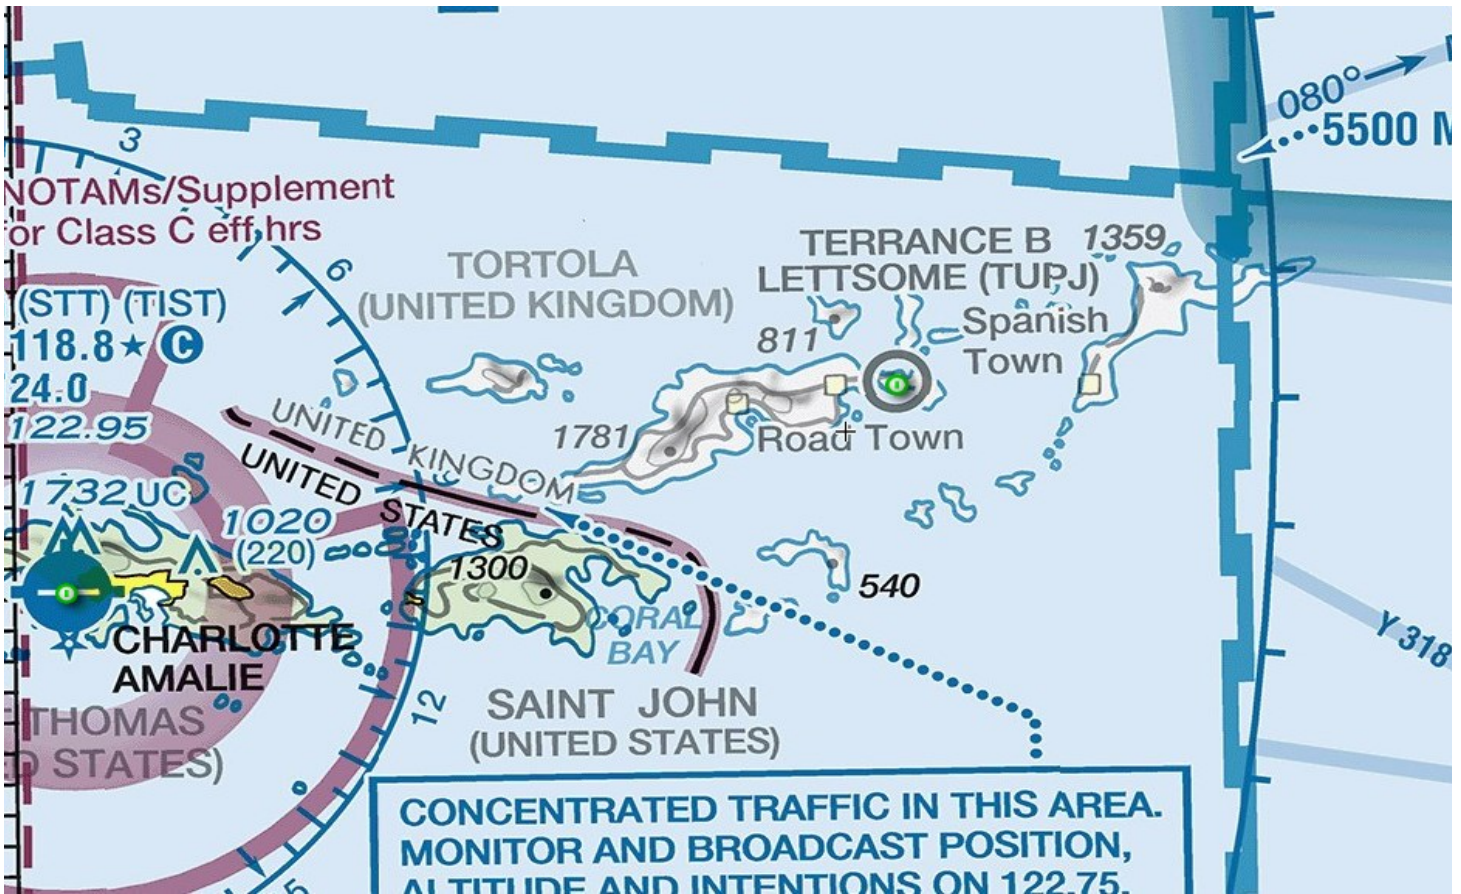 3
NOTAMs/Supplement
or Class C eff hrs
6
(STT) (TIST)
118.8★ C
24.0
122.95
1732 UC
1020
(220)
CHARLOTTE
AMALIE
THOMAS
STATES)
12
TORTOLA
(UNITED KINGDOM)
TERRANCE B
LETTSOME (TUPJ)
1359
Spanish
Town
811
1781
Road Town
UNITED KINGDOM
UNITED STATES
1300
CORAL
BAY
540
SAINT JOHN
(UNITED STATES)
080°
5500 M
Y 318
CONCENTRATED TRAFFIC IN THIS AREA.
MONITOR AND BROADCAST POSITION,
ALTITUDE AND INTENTIONS ON 122.75.